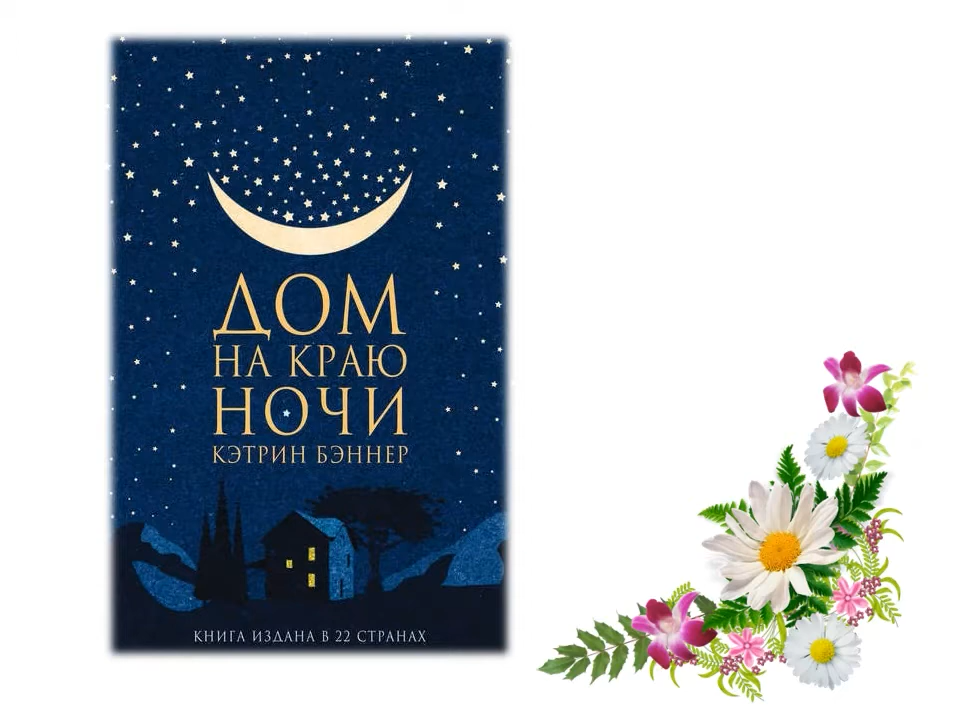 ДОМ
НА КРАЮ
НОЧИ
КЭТРИН БЭННЕР
КНИГА ИЗДАНА В 22 СТРАНАХ